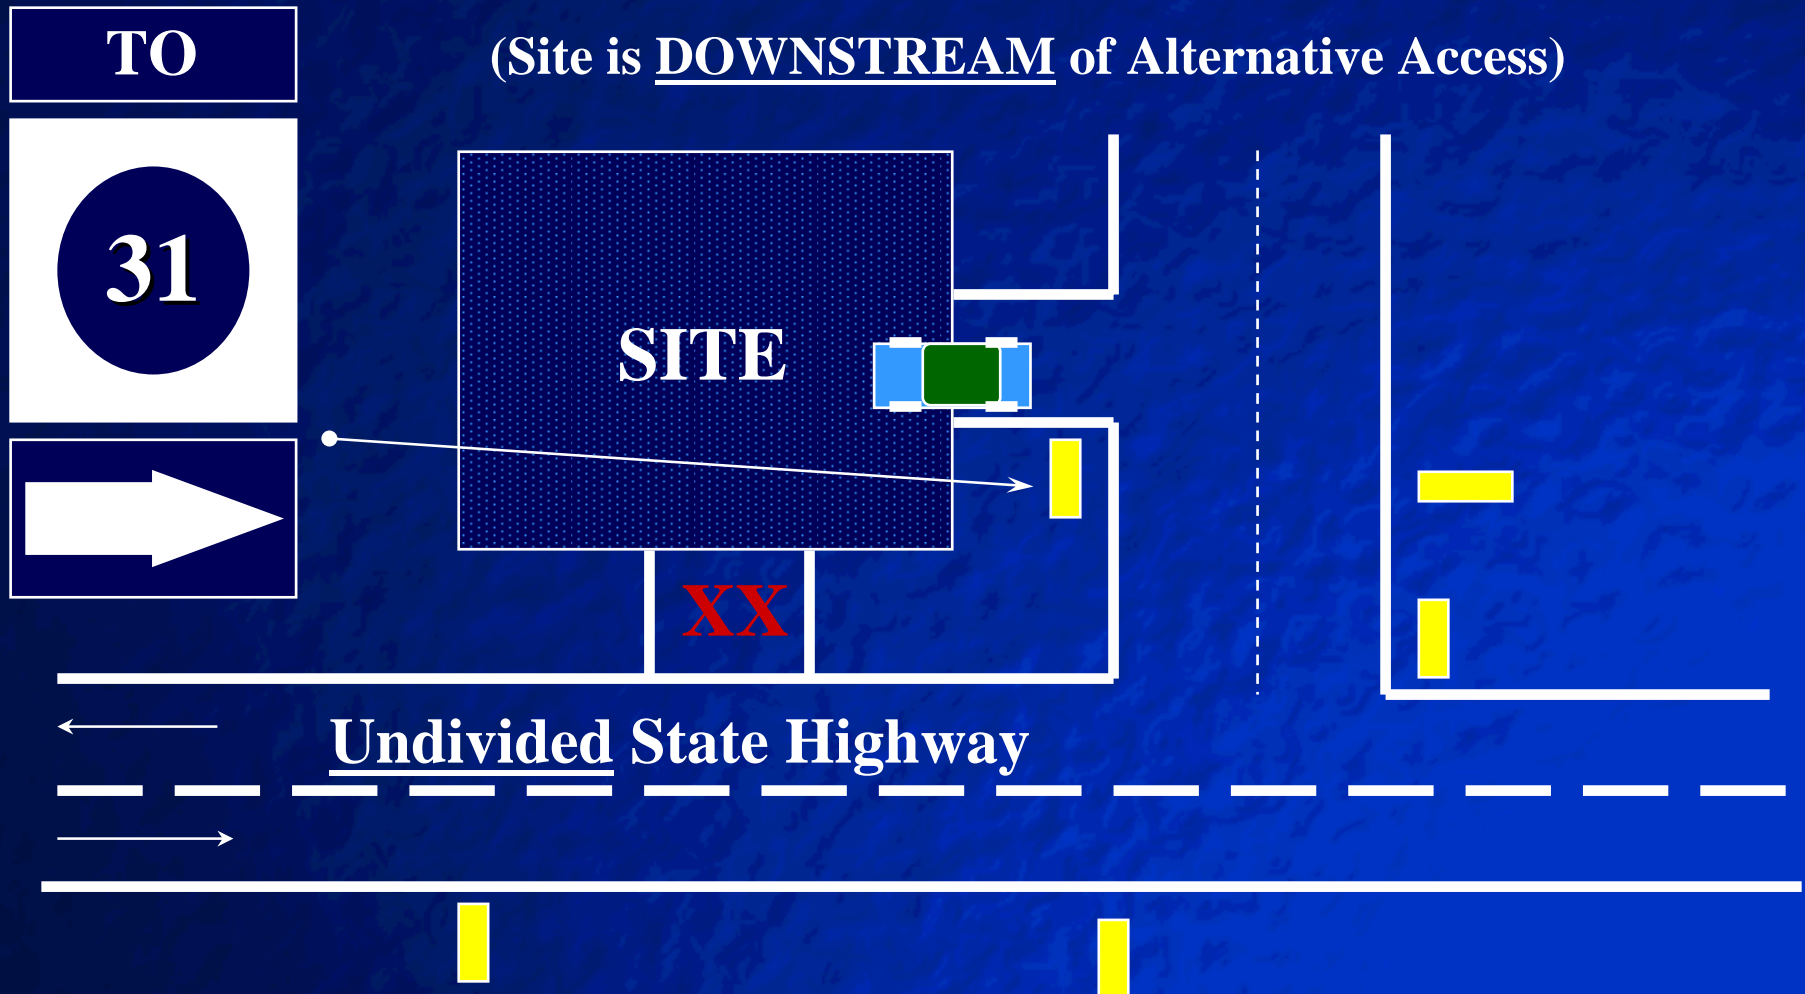 TO
(Site is DOWNSTREAM of Alternative Access)
31
SITE
XX
Undivided State Highway